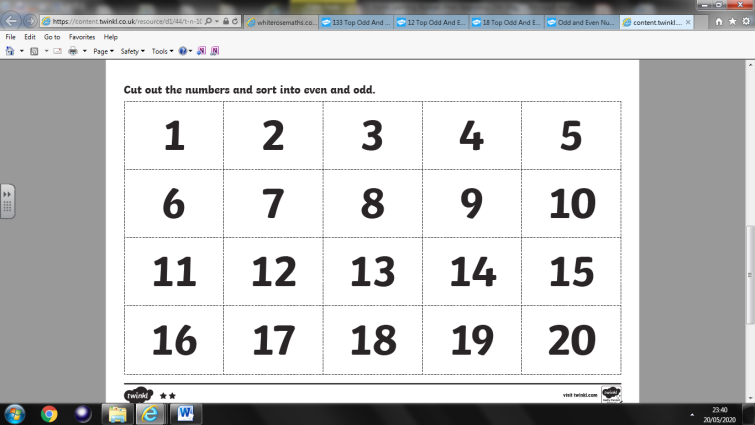 https://content.twinkl.co.uk/resource/d1/44/t-n-10
whiterosemaths.co...
133 Top Odd And ...
12 Top Odd And E...
18 Top Odd And E...
Odd and Even Nu...
content.twinkl....
File Edit Go to Favorites Help
Page Safety Tools
Cut out the numbers and sort into even and odd.
1 2 3 4 5
6 7 8 9 10
11 12 13 14 15
16 17 18 19 20
twinkl
visit twinkl.com
twinkl
23:40
20/05/2020